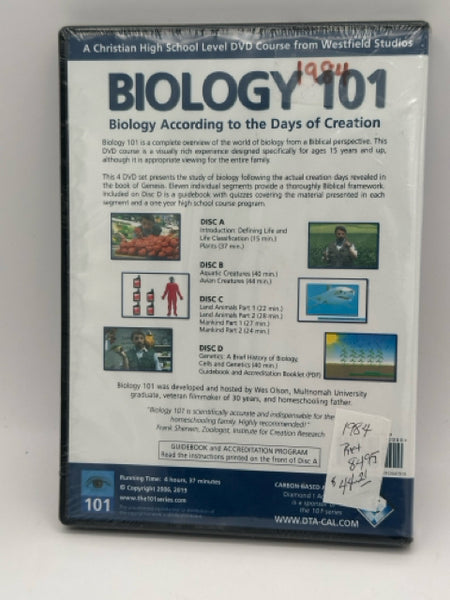 A Christian High School Level DVD Course from Westfield Studios
1984
BIOLOGY 101
Biology According to the Days of Creation
Biology 101 is a complete overview of the world of biology from a Biblical perspective. This
DVD course is a visually rich experience designed specifically for ages 15 years and up,
although it is appropriate viewing for the entire family.
This 4 DVD set presents the study of biology following the actual creation days revealed in
the book of Genesis. Eleven individual segments provide a thoroughly Biblical framework.
Included on Disc D is a guidebook with quizzes covering the material presented in each
segment and a one year high school course program.
DISC A
Introduction: Defining Life and
Life Classification (15 min.)
Plants (37 min.)
DISC B
Aquatic Creatures (40 min.)
Avian Creatures (44 min.)
DISC C
Land Animals Part 1 (22 min.)
Land Animals Part 2 (28 min.)
Mankind Part 1 (27 min.)
Mankind Part 2 (24 min.)
DISC D
Genetics: A Brief History of Biology,
Cells and Genetics (40 min.)
Guidebook and Accreditation Booklet (PDF)
Biology 101 was developed and hosted by Wes Olson, Multnomah University
graduate, veteran filmmaker of 30 years, and homeschooling father.
"Biology 101 is scientifically accurate and indispensable for the
homeschooling family. Highly recommended!"
Frank Sherwin, Zoologist, Institute for Creation Research
GUIDEBOOK and ACCREDITATION PROGRAM
Read the instructions printed on the front of Disc A
1984
8495
$44.21
101
Running Time: 4 hours, 37 minutes
© Copyright 2006, 2015
www.the101series.com
CARBON-BASED
Diamond
is a sponsor
the 101 series
WWW.DTA-CAL.COM